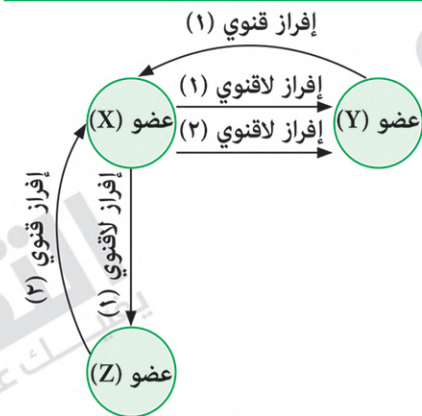 إفراز قنوي (١)
إفراز لاقنوي (١)
عضو (X)
عضو (Y)
إفراز لاقنوي (٢)
إفراز قنوي (٢)
إفراز لاقنوي (١)
عضو (Z)